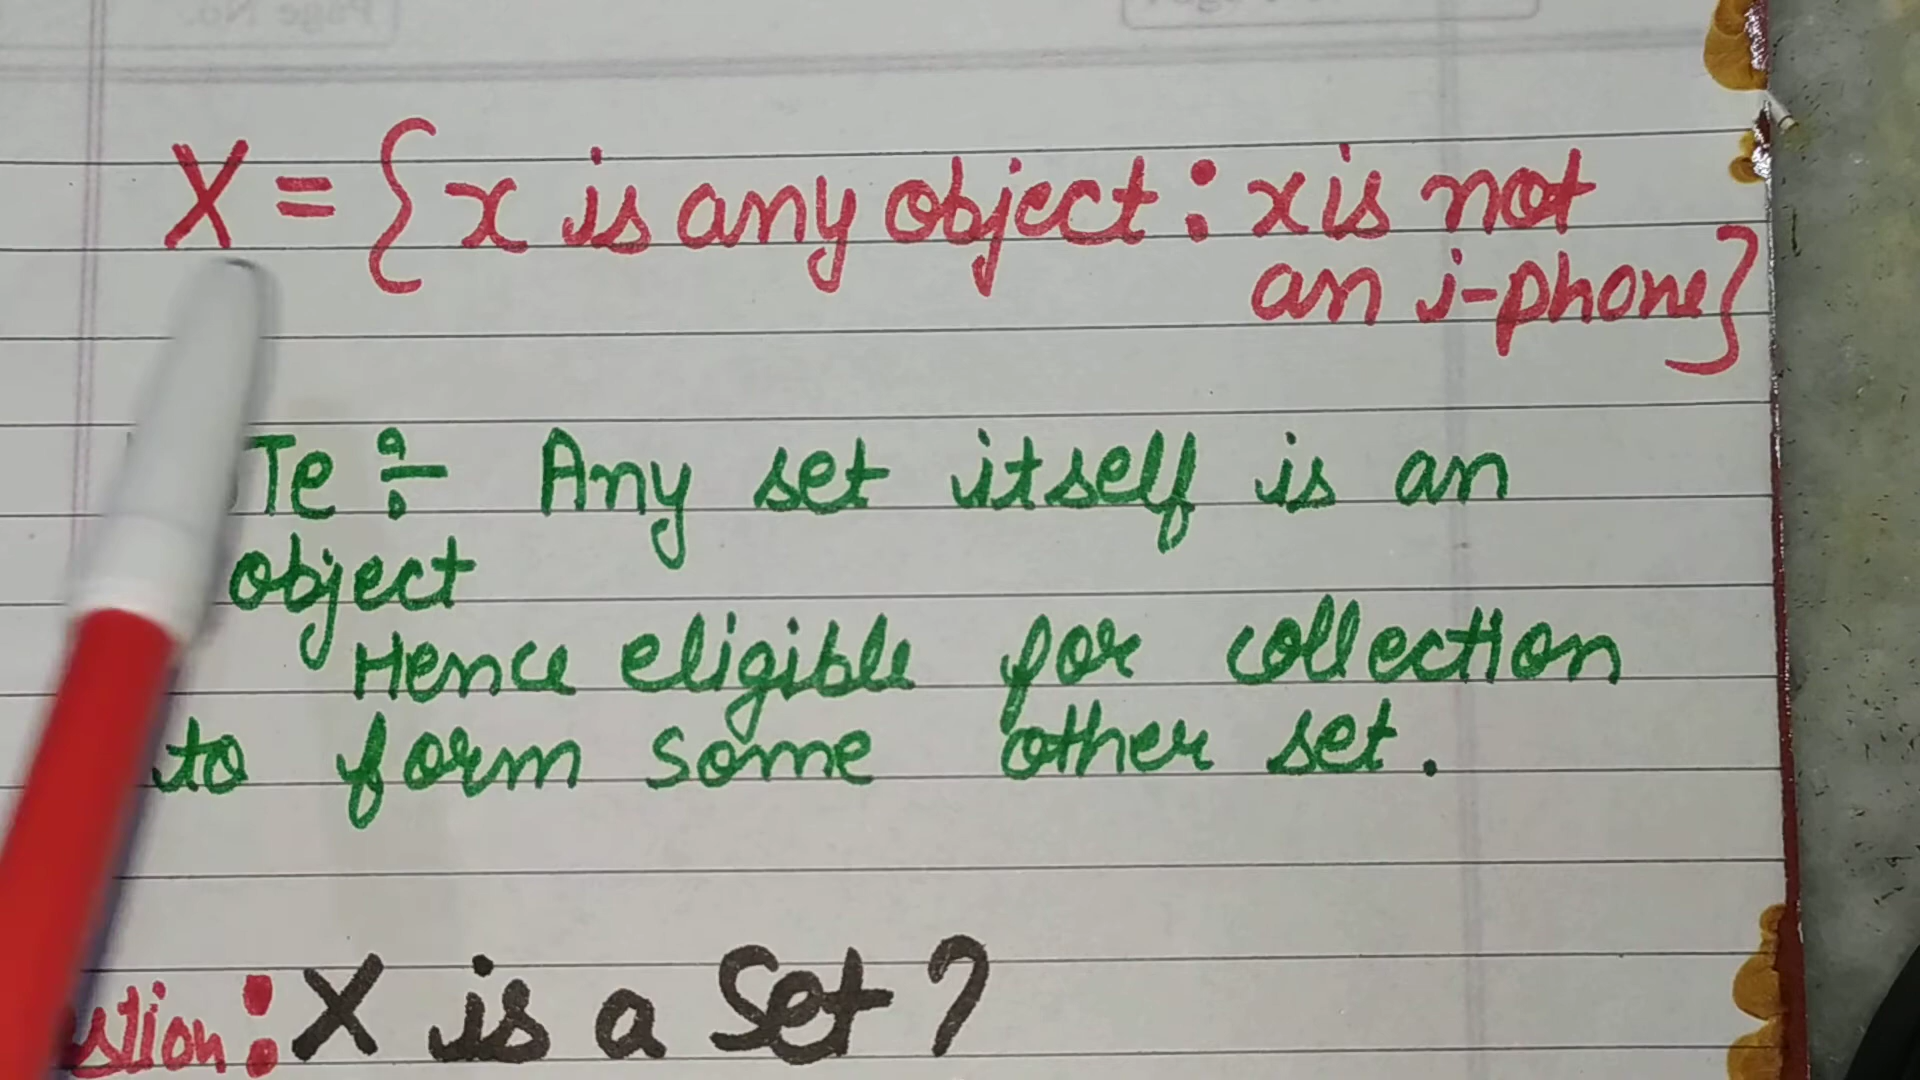 X = { x is any object : x is not
an i-phone}
Te ÷ Any set itself is an
object
Hence eligible for collection
to form some other set.
stion : X is a Set ?